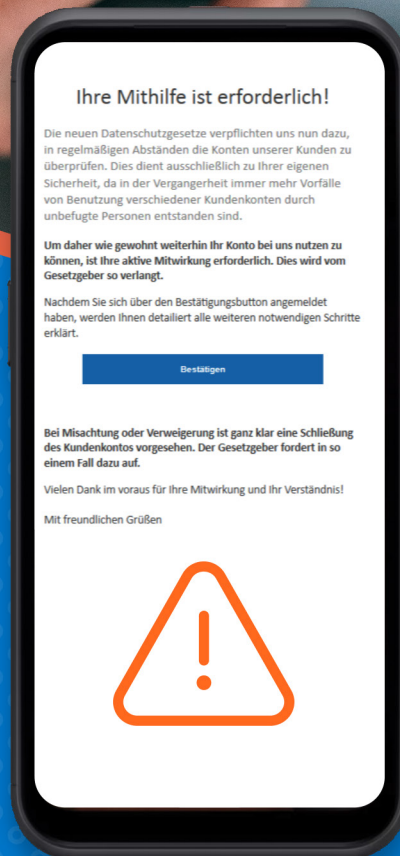 Ihre Mithilfe ist erforderlich!
Die neuen Datenschutzgesetze verpflichten uns nun dazu,
in regelmäßigen Abständen die Konten unserer Kunden zu
überprüfen. Dies dient ausschließlich zu Ihrer eigenen
Sicherheit, da in der Vergangerheit immer mehr Vorfälle
von Benutzung verschiedener Kundenkonten durch
unbefugte Personen entstanden sind.
Um daher wie gewohnt weiterhin Ihr Konto bei uns nutzen zu
können, ist Ihre aktive Mitwirkung erforderlich. Dies wird vom
Gesetzgeber so verlangt.
Nachdem Sie sich über den Bestätigungsbutton angemeldet
haben, werden Ihnen detailiert alle weiteren notwendigen Schritte
erklärt.
Bestätigen
Bei Misachtung oder Verweigerung ist ganz klar eine Schließung
des Kundenkontos vorgesehen. Der Gesetzgeber fordert in so
einem Fall dazu auf.
Vielen Dank im voraus für Ihre Mitwirkung und Ihr Verständnis!
Mit freundlichen Grüßen